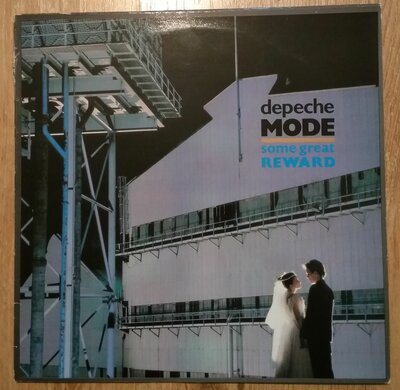 depeche
MODE
some great
REWARD